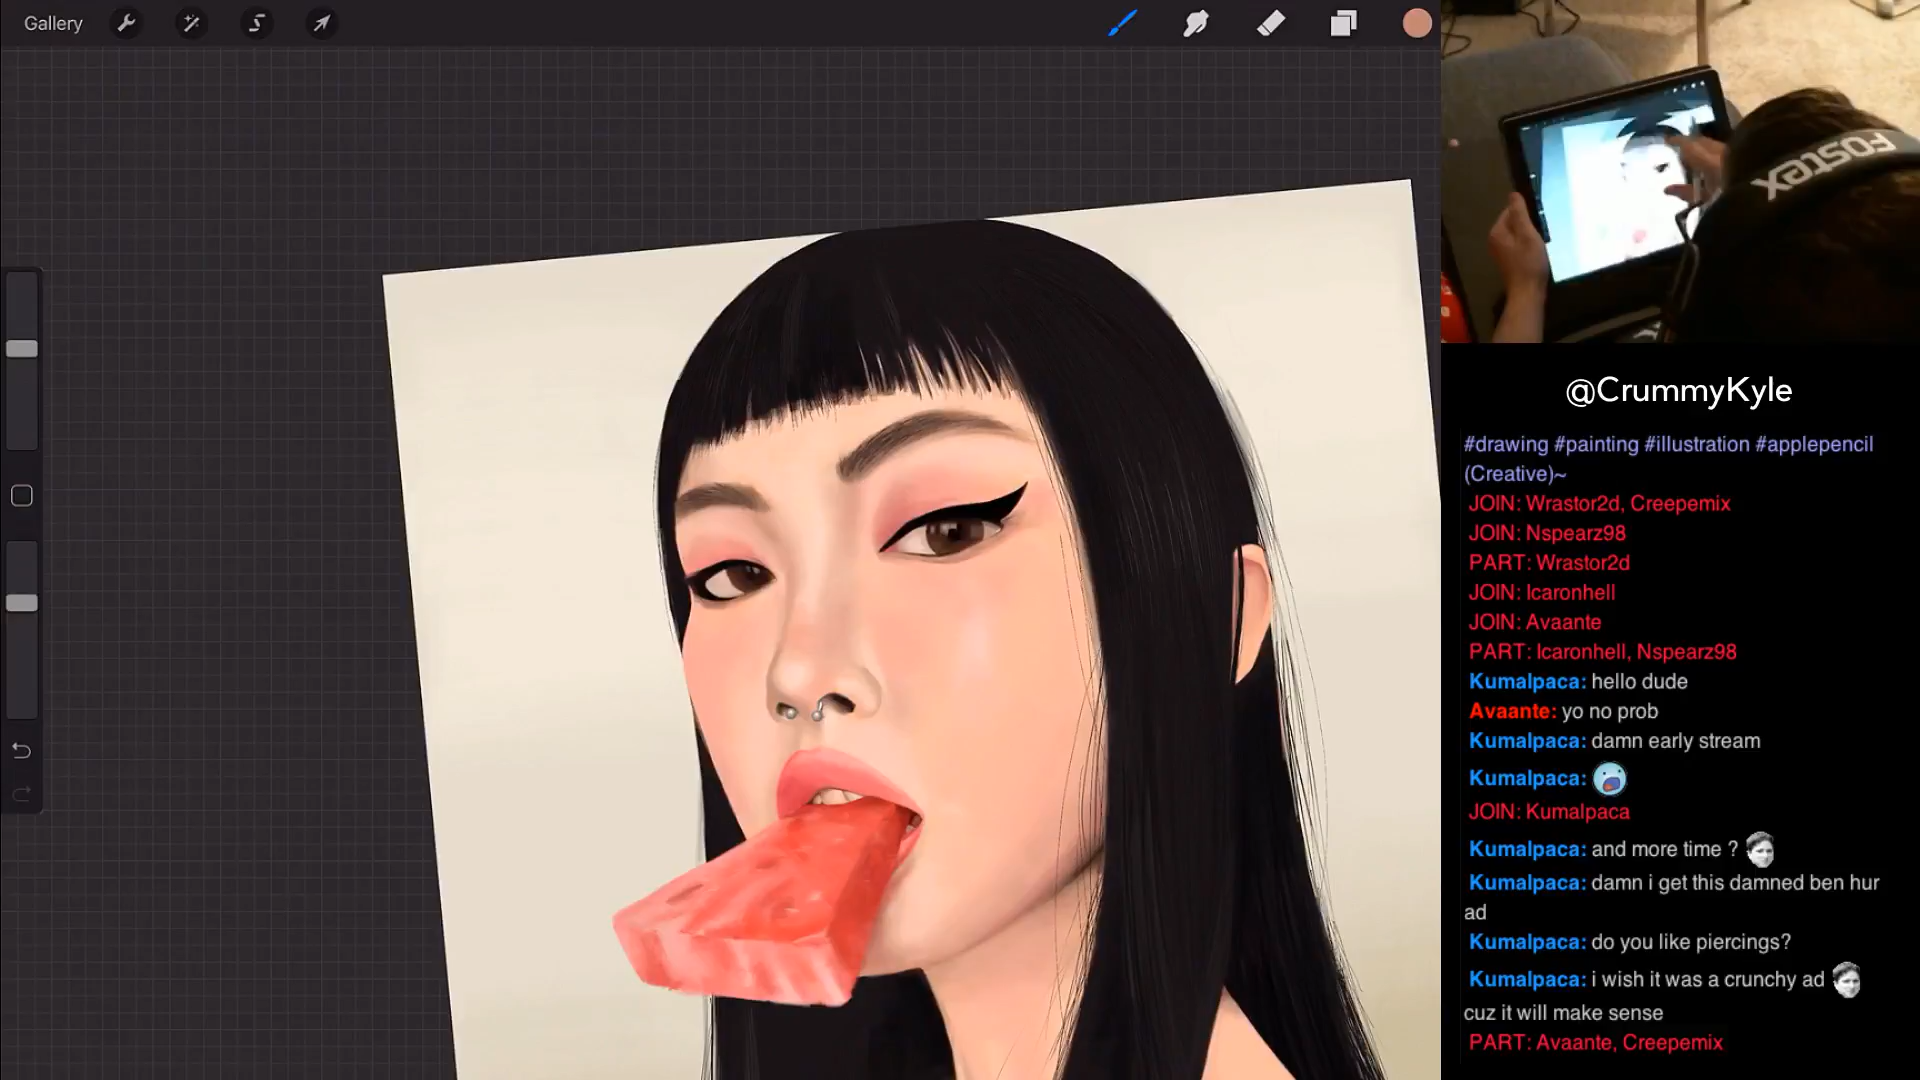 Gallery
FOSTEX
@CrummyKyle
#drawing #painting #illustration #applepencil
(Creative)~
JOIN: Wrastor2d, Creepemix
JOIN: Nspearz98
PART: Wrastor2d
JOIN: Icaronhell
JOIN: Avaante
PART: Icaronhell, Nspearz98
Kumalpaca: hello dude
Avaante: yo no prob
Kumalpaca: damn early stream
Kumalpaca:
JOIN: Kumalpaca
Kumalpaca: and more time ?
Kumalpaca: damn i get this damned ben hur
ad
Kumalpaca: do you like piercings?
Kumalpaca: i wish it was a crunchy ad
cuz it will make sense
PART: Avaante, Creepemix